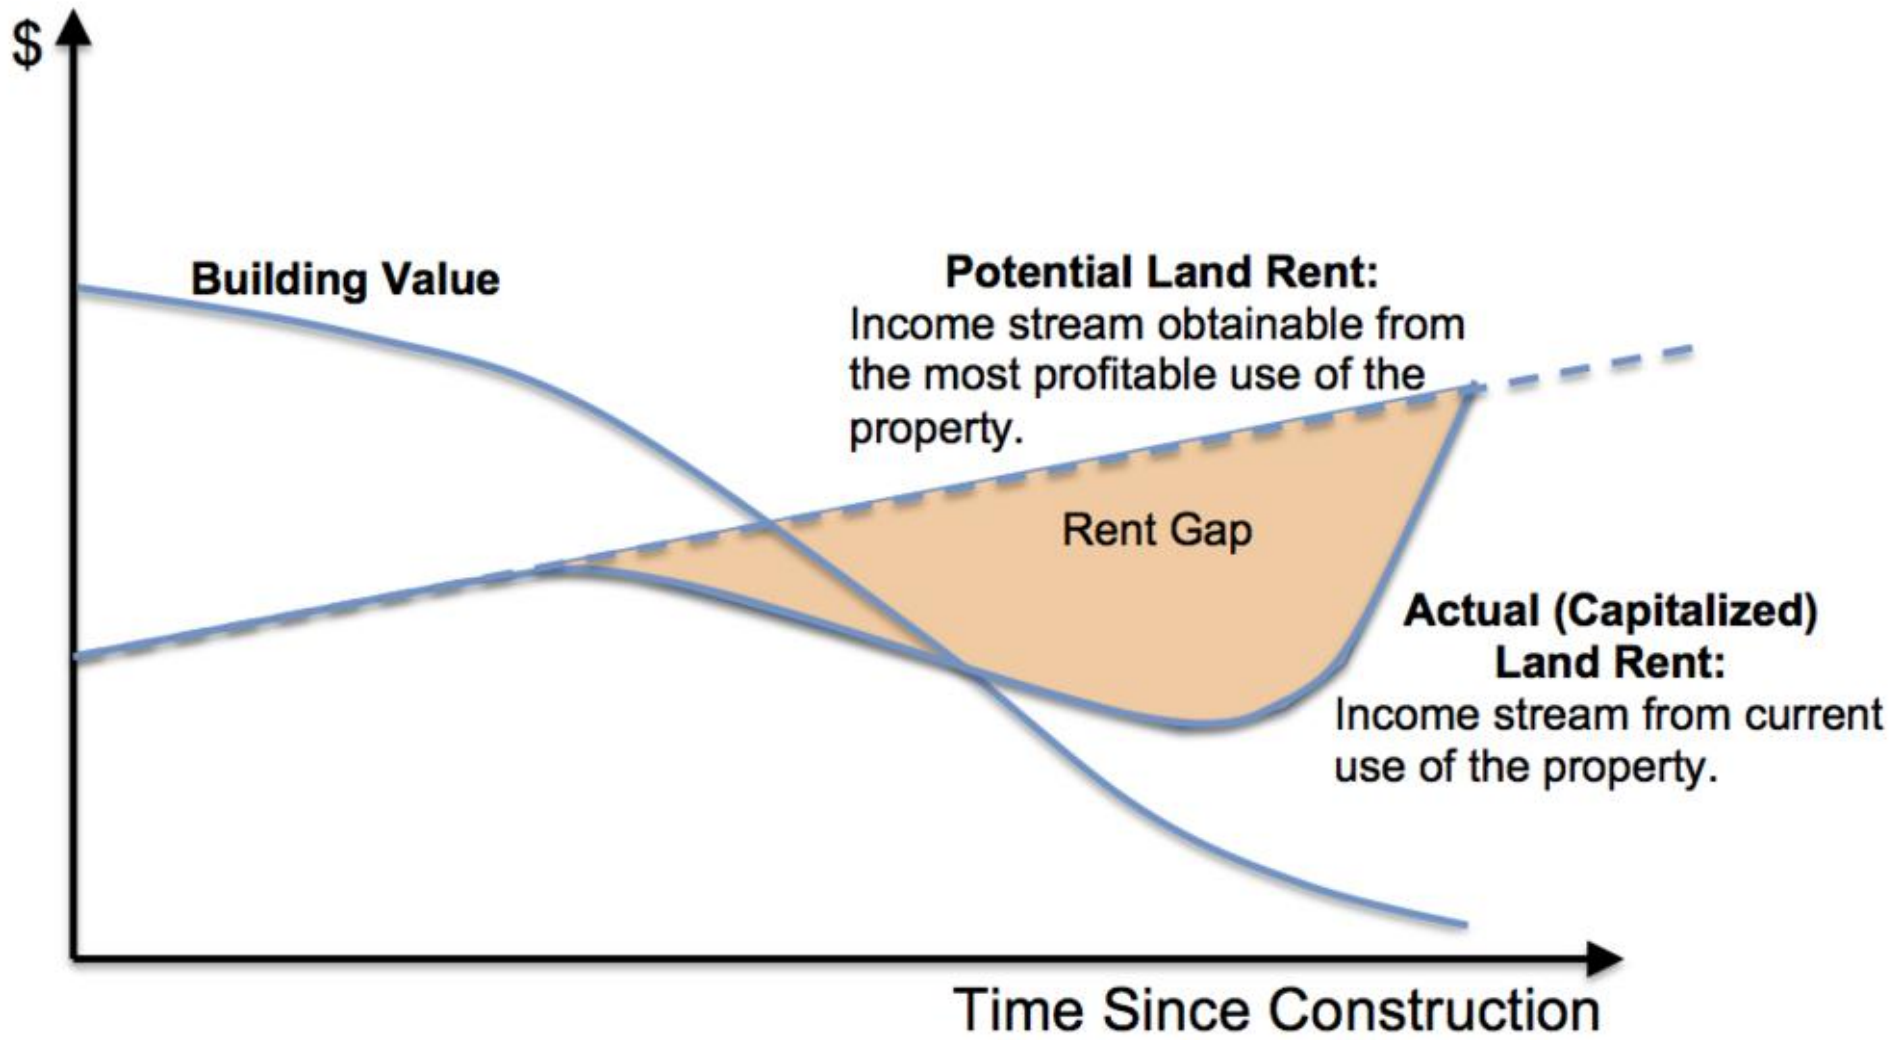 $
Building Value
Potential Land Rent:
Income stream obtainable from
the most profitable use of the
property.
Rent Gap
Actual (Capitalized)
Land Rent:
Income stream from current
use of the property.
Time Since Construction